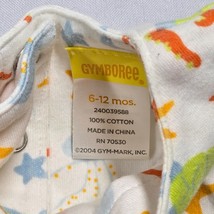 GYMBOREE
6-12 mos.
240039588
100% COTTON
MADE IN CHINA
RN 70530
©2004 GYM-MARK, INC.